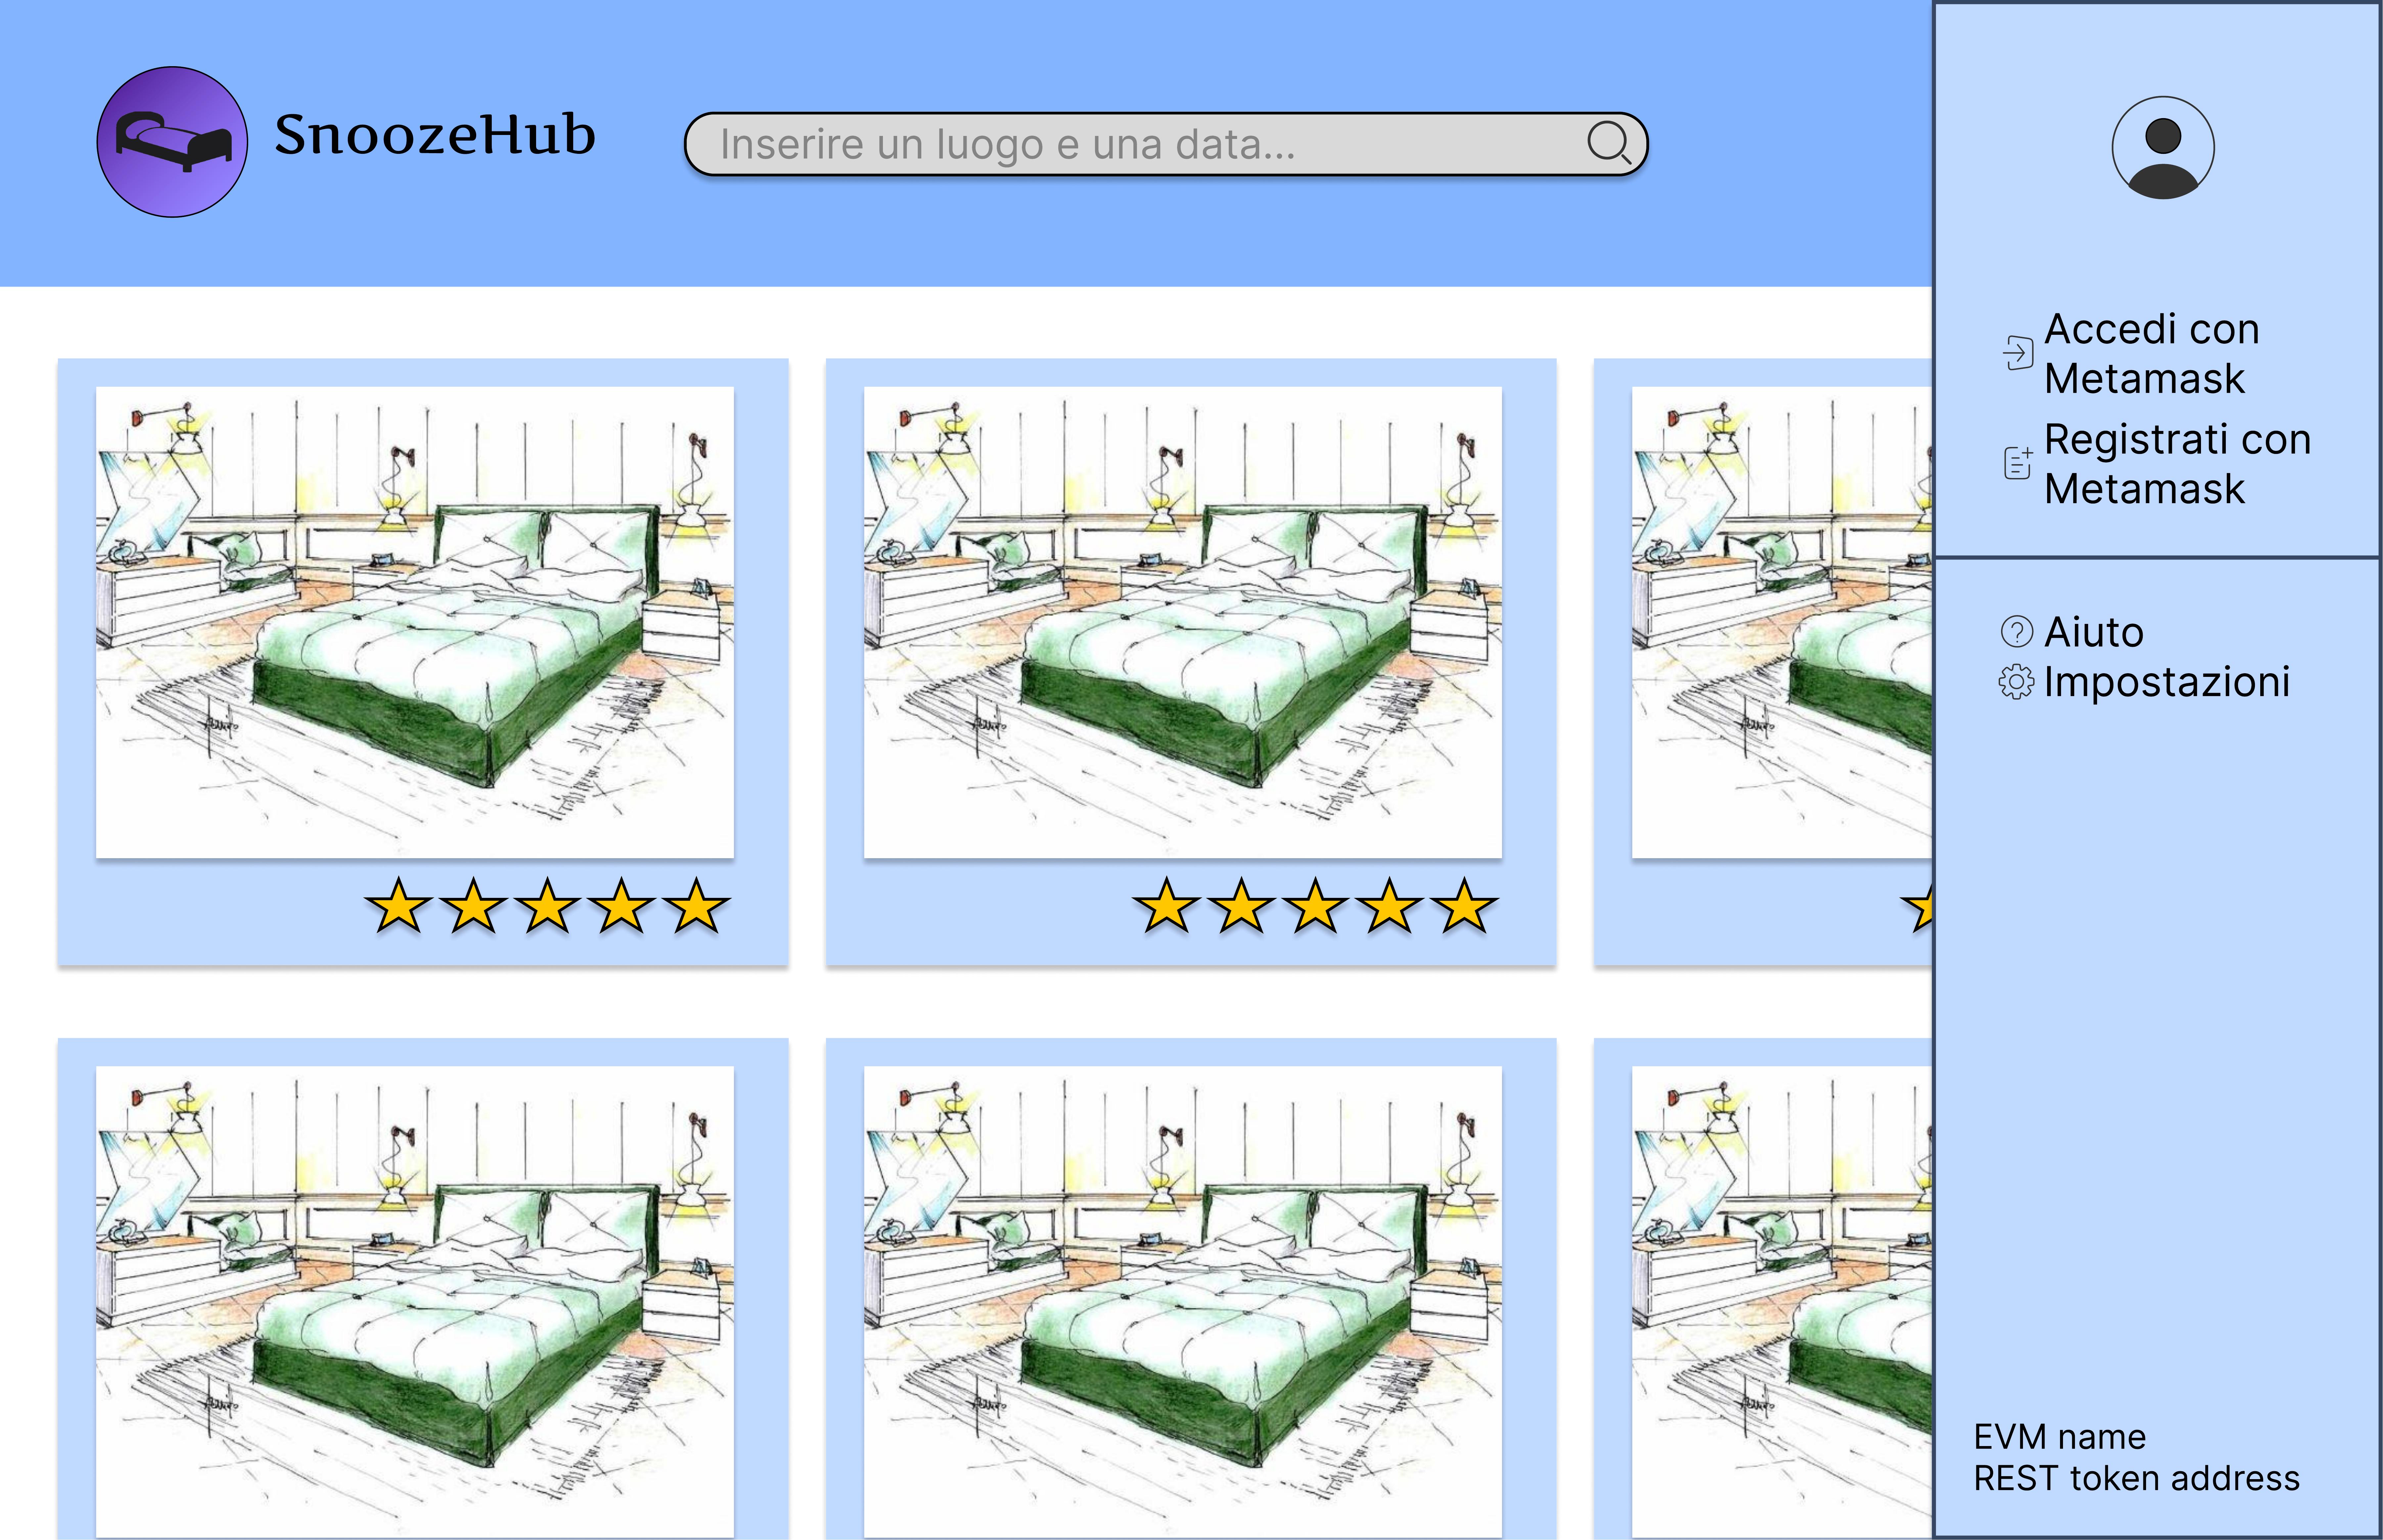 SnoozeHub
Inserire un luogo e una data...
Accedi con
Metamask
Registrati con
Metamask
Aiuto
Impostazioni
EVM name
REST token address